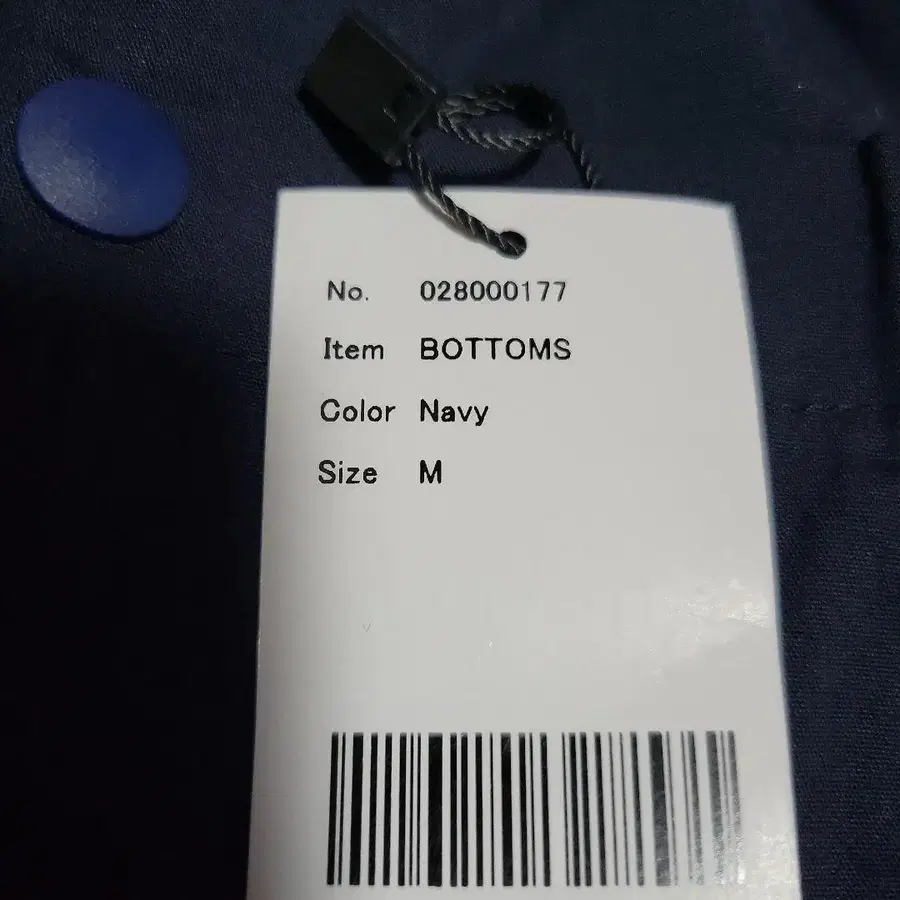 No. 028000177
Item BOTTOMS
Color Navy
Size M